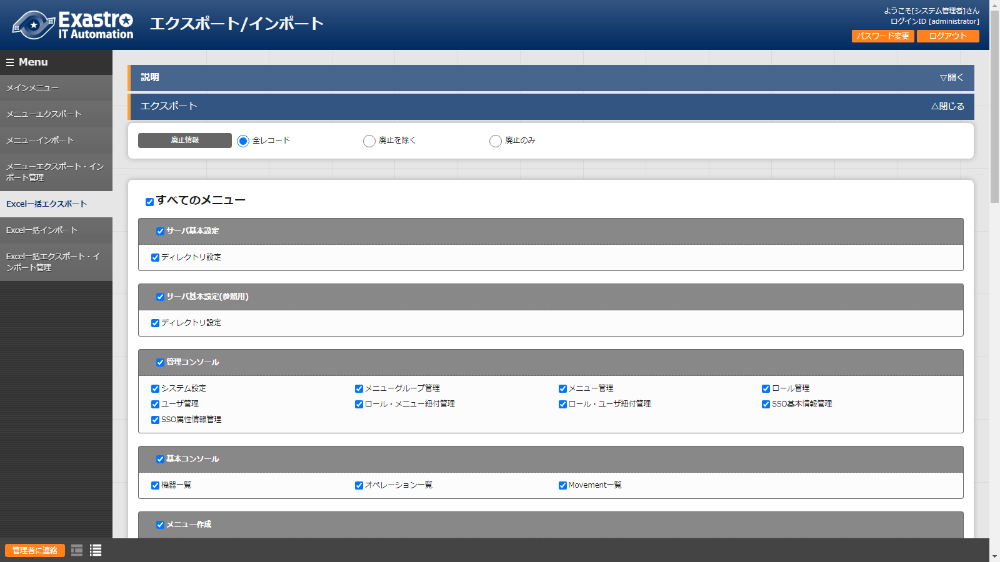 Exastro
IT Automation
エクスポート/インポート
ようこそ[システム管理者]さん
ログインID [administrator]
パスワード変更
ログアウト
Menu
メインメニュー
メニューエクスポート
メニューインポート
メニューエクスポート・イン
ポート管理
Excel一括エクスポート
Excel一括インポート
Excel一括エクスポート・イ
ンポート管理
説明
▽開く
エクスポート
△閉じる
廃止情報
全レコード
廃止を除く
廃止のみ
すべてのメニュー
サーバ基本設定
ディレクトリ設定
サーバ基本設定(参照用)
ディレクトリ設定
管理コンソール
システム設定
メニューグループ管理
メニュー管理
ロール管理
ユーザ管理
ロール・メニュー紐付管理
ロール・ユーザ紐付管理
SSO基本情報管理
SSO属性情報管理
基本コンソール
機器一覧
オペレーション一覧
Movement一覧
メニュー作成
管理者に連絡